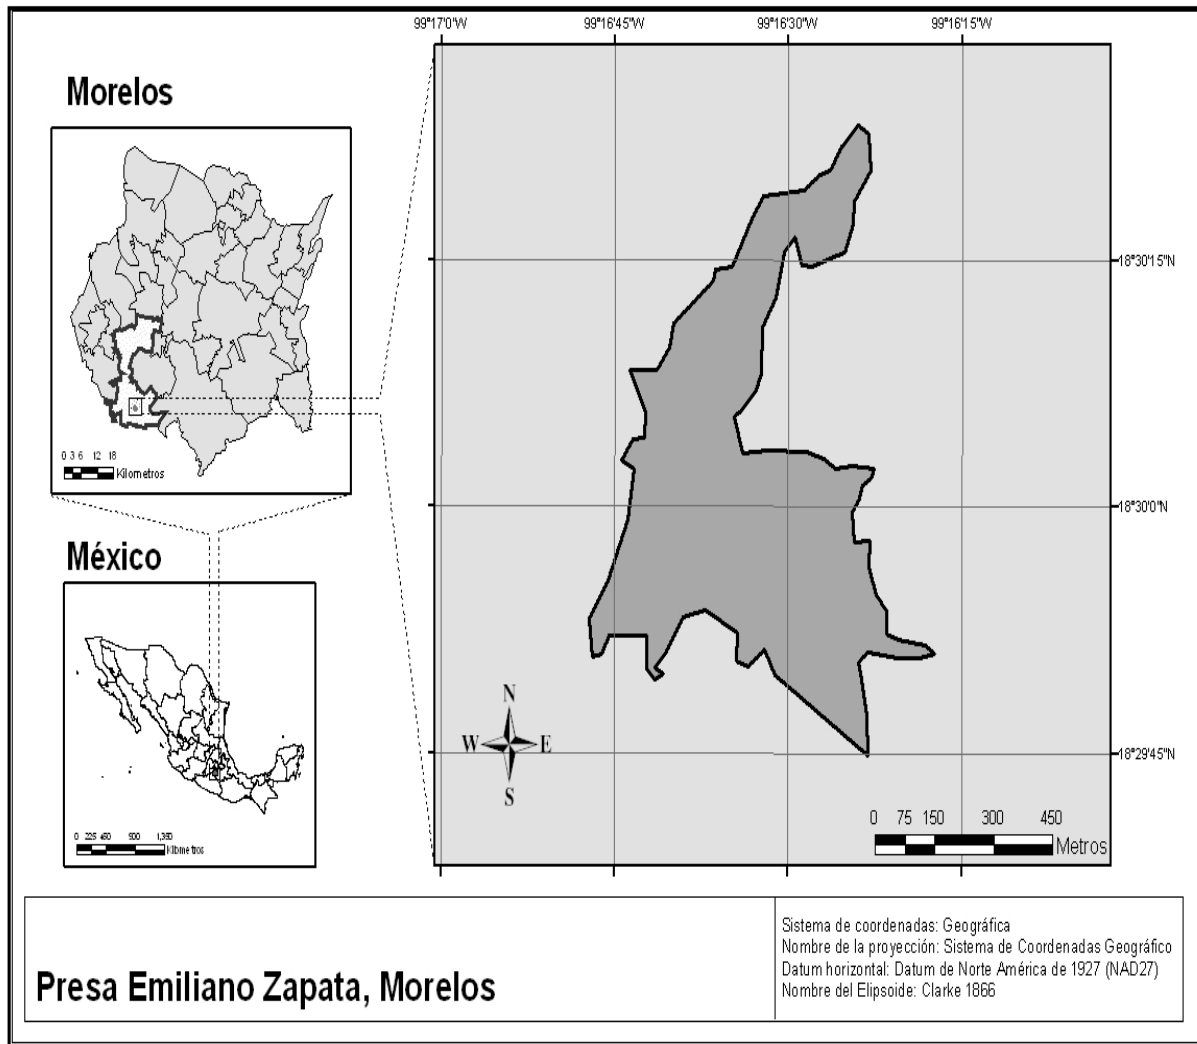 99°17'0"W 99°16'45"W 99°16'30"W 99°16'15"W
Morelos
0 3 6 12 18
Kilometros
México
0 225 450 900 1,350
Kilometros
18°30'15"N
18°30'0"N
18°29'45"N
N
W E
S
0 75 150 300 450
Metros
Presa Emiliano Zapata, Morelos
Sistema de coordenadas: Geográfica
Nombre de la proyección: Sistema de Coordenadas Geográfico
Datum horizontal: Datum de Norte América de 1927 (NAD27)
Nombre del Elipsoide: Clarke 1866